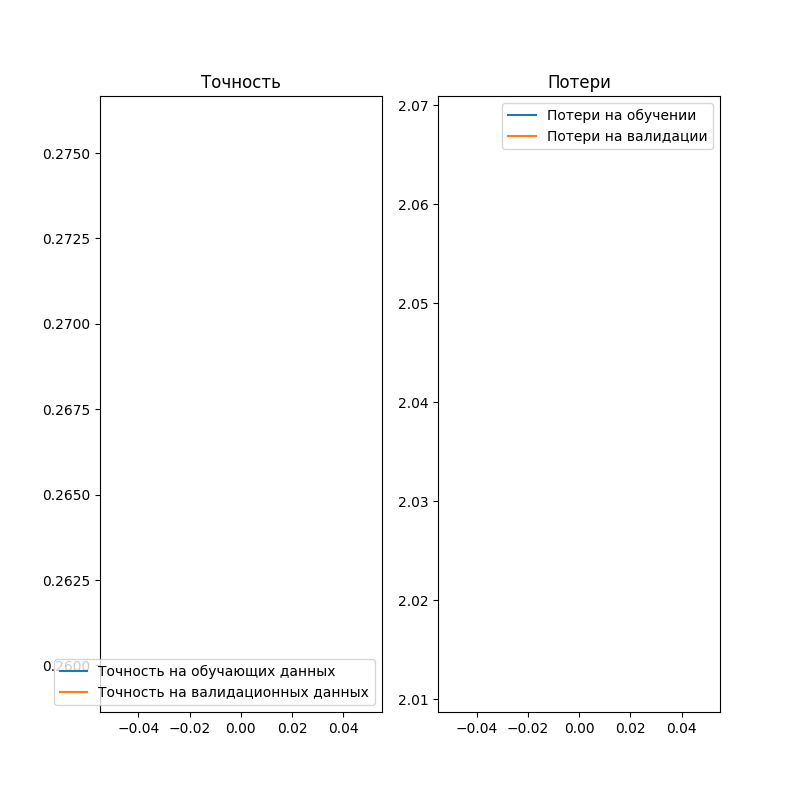 Точность
0.2750
0.2725
0.2700
0.2675
0.2650
0.2625
0.2600
Точность на обучающих данных
Точность на валидационных данных
−0.04 −0.02 0.00 0.02 0.04
Потери
2.07
2.06
2.05
2.04
2.03
2.02
2.01
Потери на обучении
Потери на валидации
−0.04 −0.02 0.00 0.02 0.04